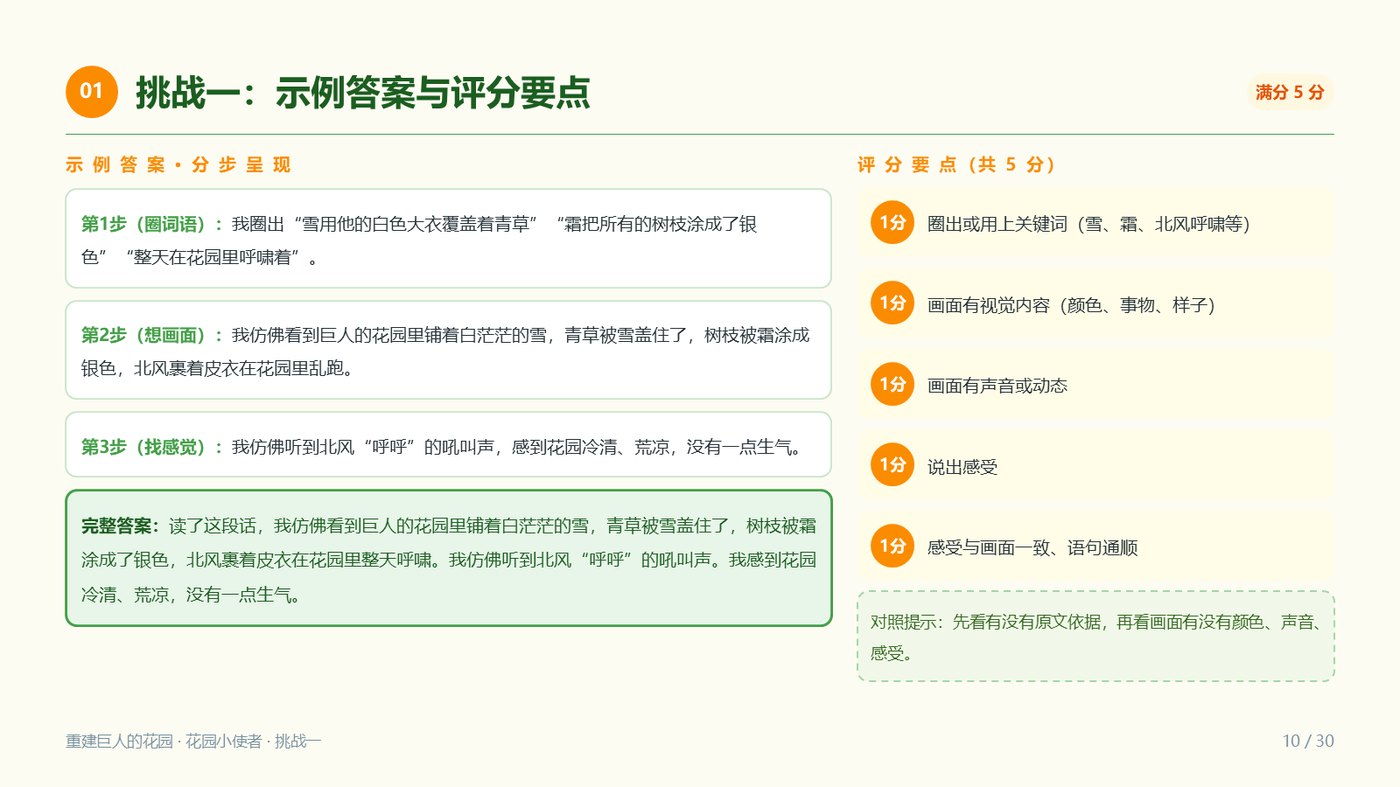 01
挑战一：示例答案与评分要点
满分 5 分
示例答案·分步呈现
第1步（圈词语）：我圈出“雪用他的白色大衣覆盖着青草”“霜把所有的树枝涂成了银
色”“整天在花园里呼啸着”。
第2步（想画面）：我仿佛看到巨人的花园里铺着白茫茫的雪，青草被雪盖住了，树枝被霜涂成
银色，北风裹着皮衣在花园里乱跑。
第3步（找感觉）：我仿佛听到北风“呼呼”的吼叫声，感到花园冷清、荒凉，没有一点生气。
完整答案：读了这段话，我仿佛看到巨人的花园里铺着白茫茫的雪，青草被雪盖住了，树枝被霜
涂成了银色，北风裹着皮衣在花园里整天呼啸。我仿佛听到北风“呼呼”的吼叫声。我感到花园
冷清、荒凉，没有一点生气。
评分要点（共 5 分）
1分 圈出或用上关键词（雪、霜、北风呼啸等）
1分 画面有视觉内容（颜色、事物、样子）
1分 画面有声音或动态
1分 说出感受
1分 感受与画面一致、语句通顺
对照提示：先看有没有原文依据，再看画面有没有颜色、声音、
感受。
重建巨人的花园 · 花园小使者 · 挑战一
10 / 30